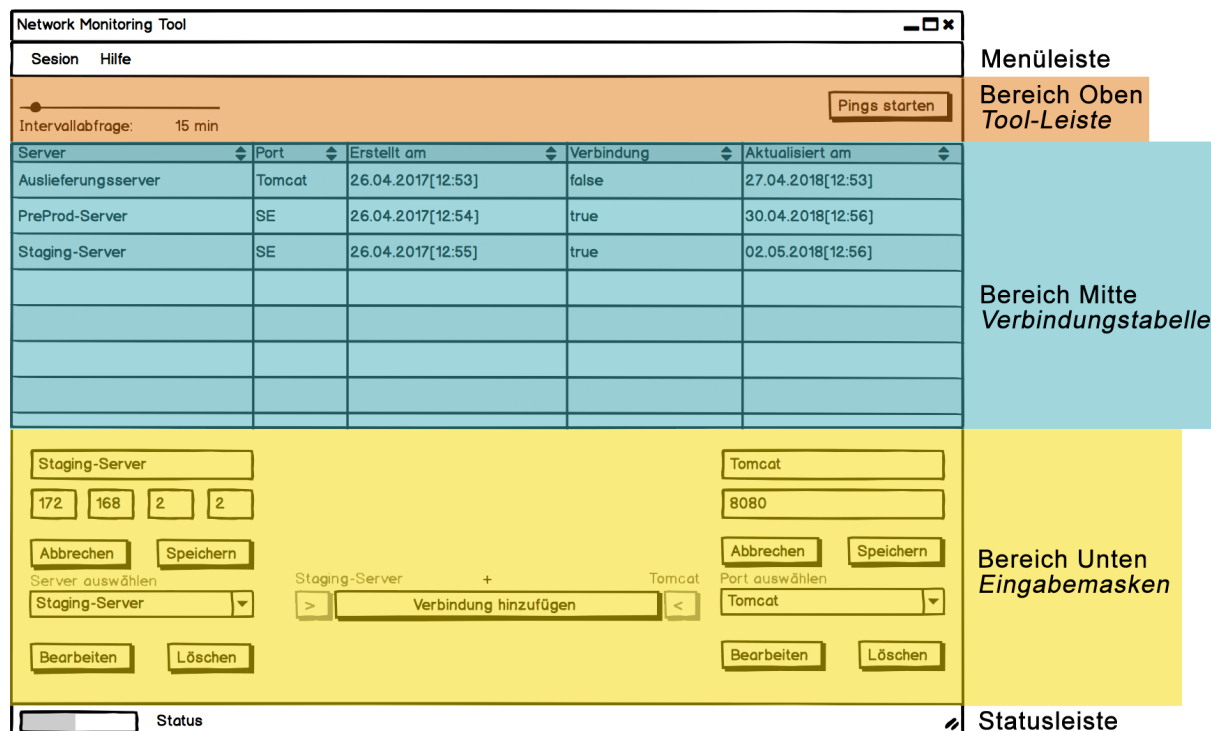 Network Monitoring Tool
Sesion Hilfe
Menüleiste
Bereich Oben
Tool-Leiste
Pings starten
Intervallabfrage: 15 min
Server Port Erstellt am Verbindung Aktualisiert am
Auslieferungsserver Tomcat 26.04.2017[12:53] false 27.04.2018[12:53]
PreProd-Server SE 26.04.2017[12:54] true 30.04.2018[12:56]
Staging-Server SE 26.04.2017[12:55] true 02.05.2018[12:56]
Bereich Mitte
Verbindungstabelle
Staging-Server Tomcat
172 168 2 2 8080
Abbrechen Speichern Abbrechen Speichern
Bereich Unten
Eingabemasken
Server auswählen Staging-Server + Tomcat Port auswählen
Staging-Server > Verbindung hinzufügen < Tomcat
Bearbeiten Löschen Bearbeiten Löschen
Status
Statusleiste